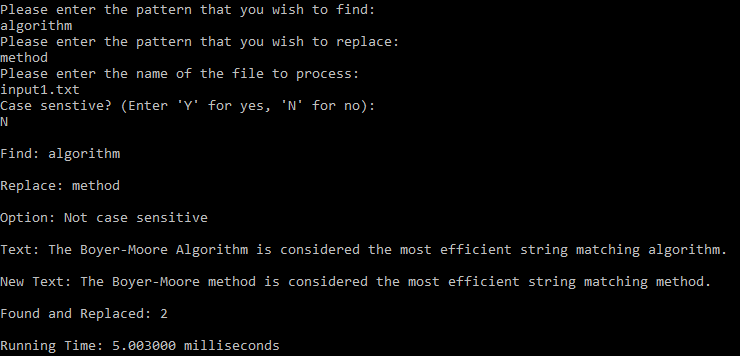 Please enter the pattern that you wish to find:
algorithm
Please enter the pattern that you wish to replace:
method
Please enter the name of the file to process:
input1.txt
Case senstive? (Enter 'Y' for yes, 'N' for no):
N
Find: algorithm
Replace: method
Option: Not case sensitive
Text: The Boyer-Moore Algorithm is considered the most efficient string matching algorithm.
New Text: The Boyer-Moore method is considered the most efficient string matching method.
Found and Replaced: 2
Running Time: 5.003000 milliseconds